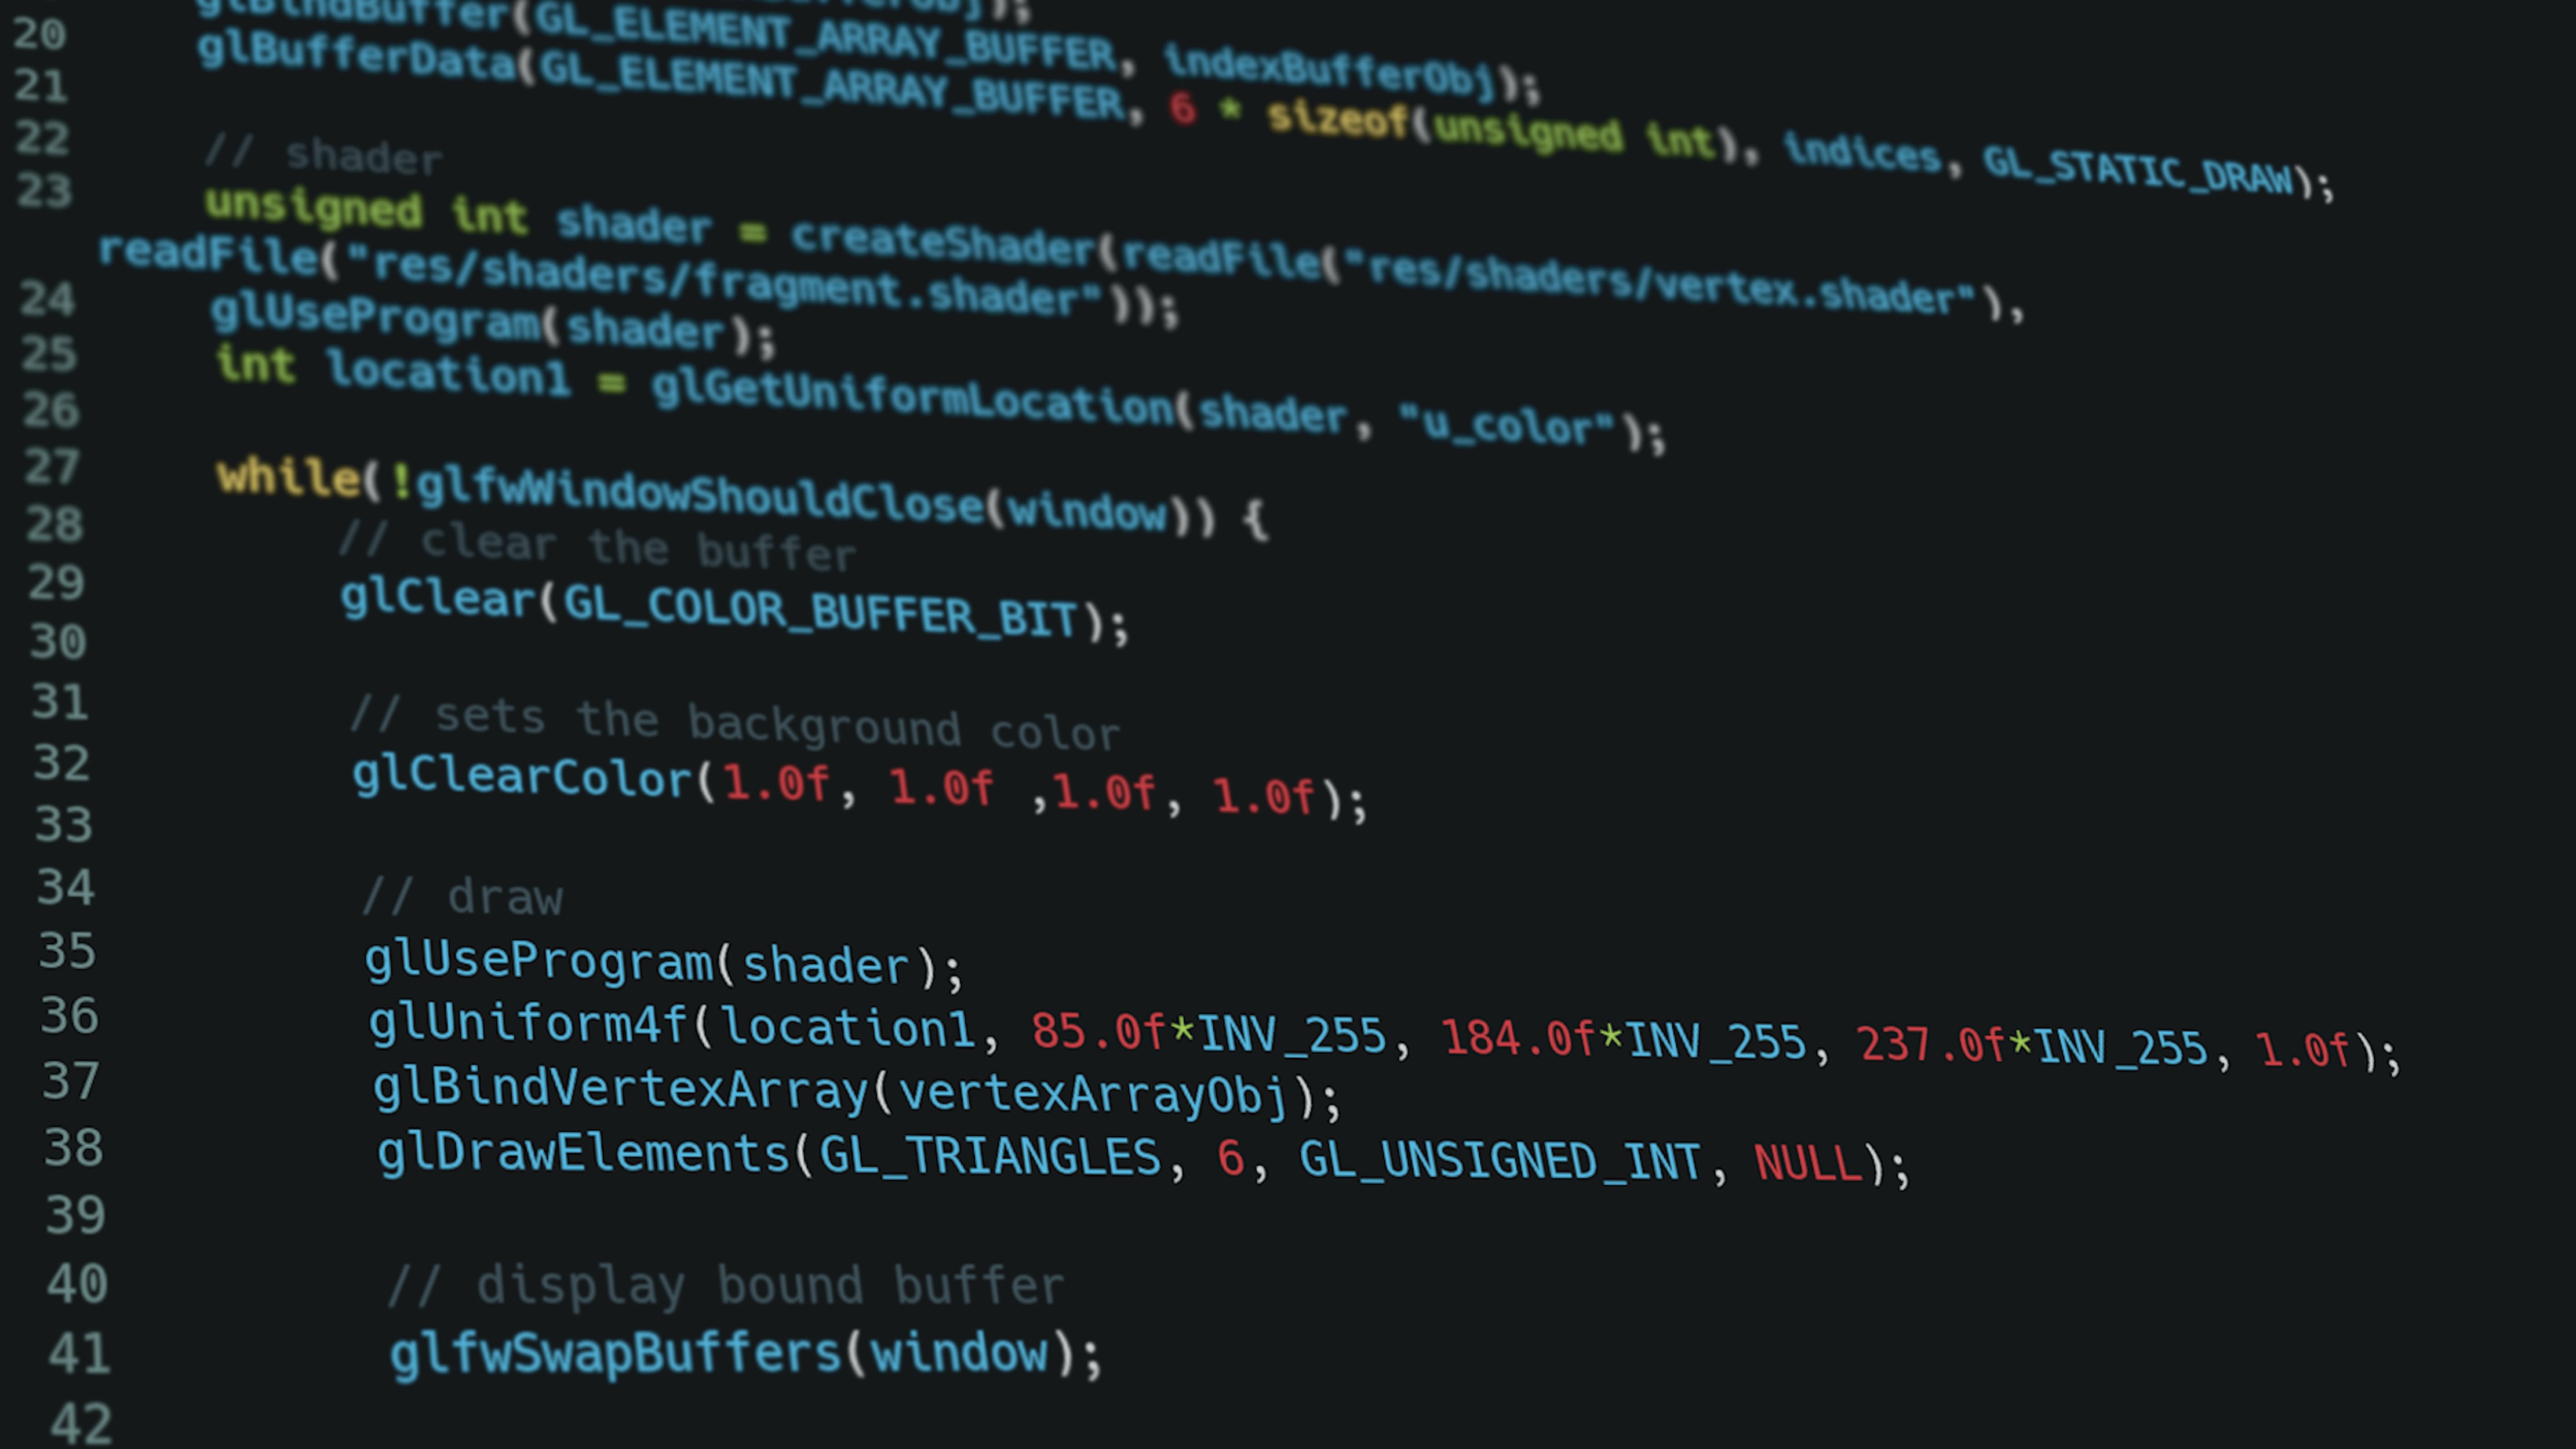 20 glBindBuffer(GL_ELEMENT_ARRAY_BUFFER, indexBufferObj);
21 glBufferData(GL_ELEMENT_ARRAY_BUFFER, 6 * sizeof(unsigned int), indices, GL_STATIC_DRAW);
22 // shader
23 unsigned int shader = createShader(readFile("res/shaders/vertex.shader"),
readFile("res/shaders/fragment.shader"));
24 glUseProgram(shader);
25 int location1 = glGetUniformLocation(shader, "u_color");
26
27 while(!glfwWindowShouldClose(window)) {
28 // clear the buffer
29 glClear(GL_COLOR_BUFFER_BIT);
30
31 // sets the background color
32 glClearColor(1.0f, 1.0f ,1.0f, 1.0f);
33
34 // draw
35 glUseProgram(shader);
36 glUniform4f(location1, 85.0f*INV_255, 184.0f*INV_255, 237.0f*INV_255, 1.0f);
37 glBindVertexArray(vertexArrayObj);
38 glDrawElements(GL_TRIANGLES, 6, GL_UNSIGNED_INT, NULL);
39
40 // display bound buffer
41 glfwSwapBuffers(window);
42